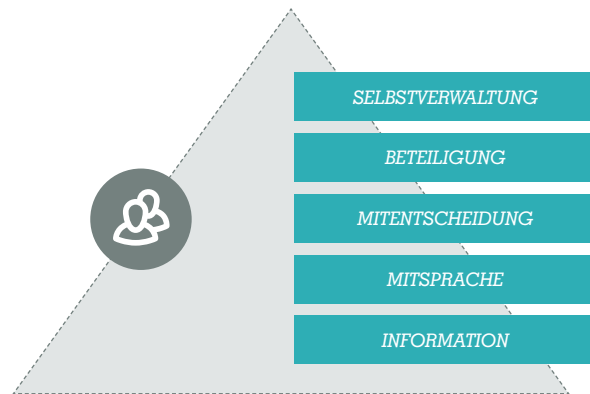 SELBSTVERWALTUNG
BETEILIGUNG
MITENTSCHEIDUNG
MITSPRACHE
INFORMATION